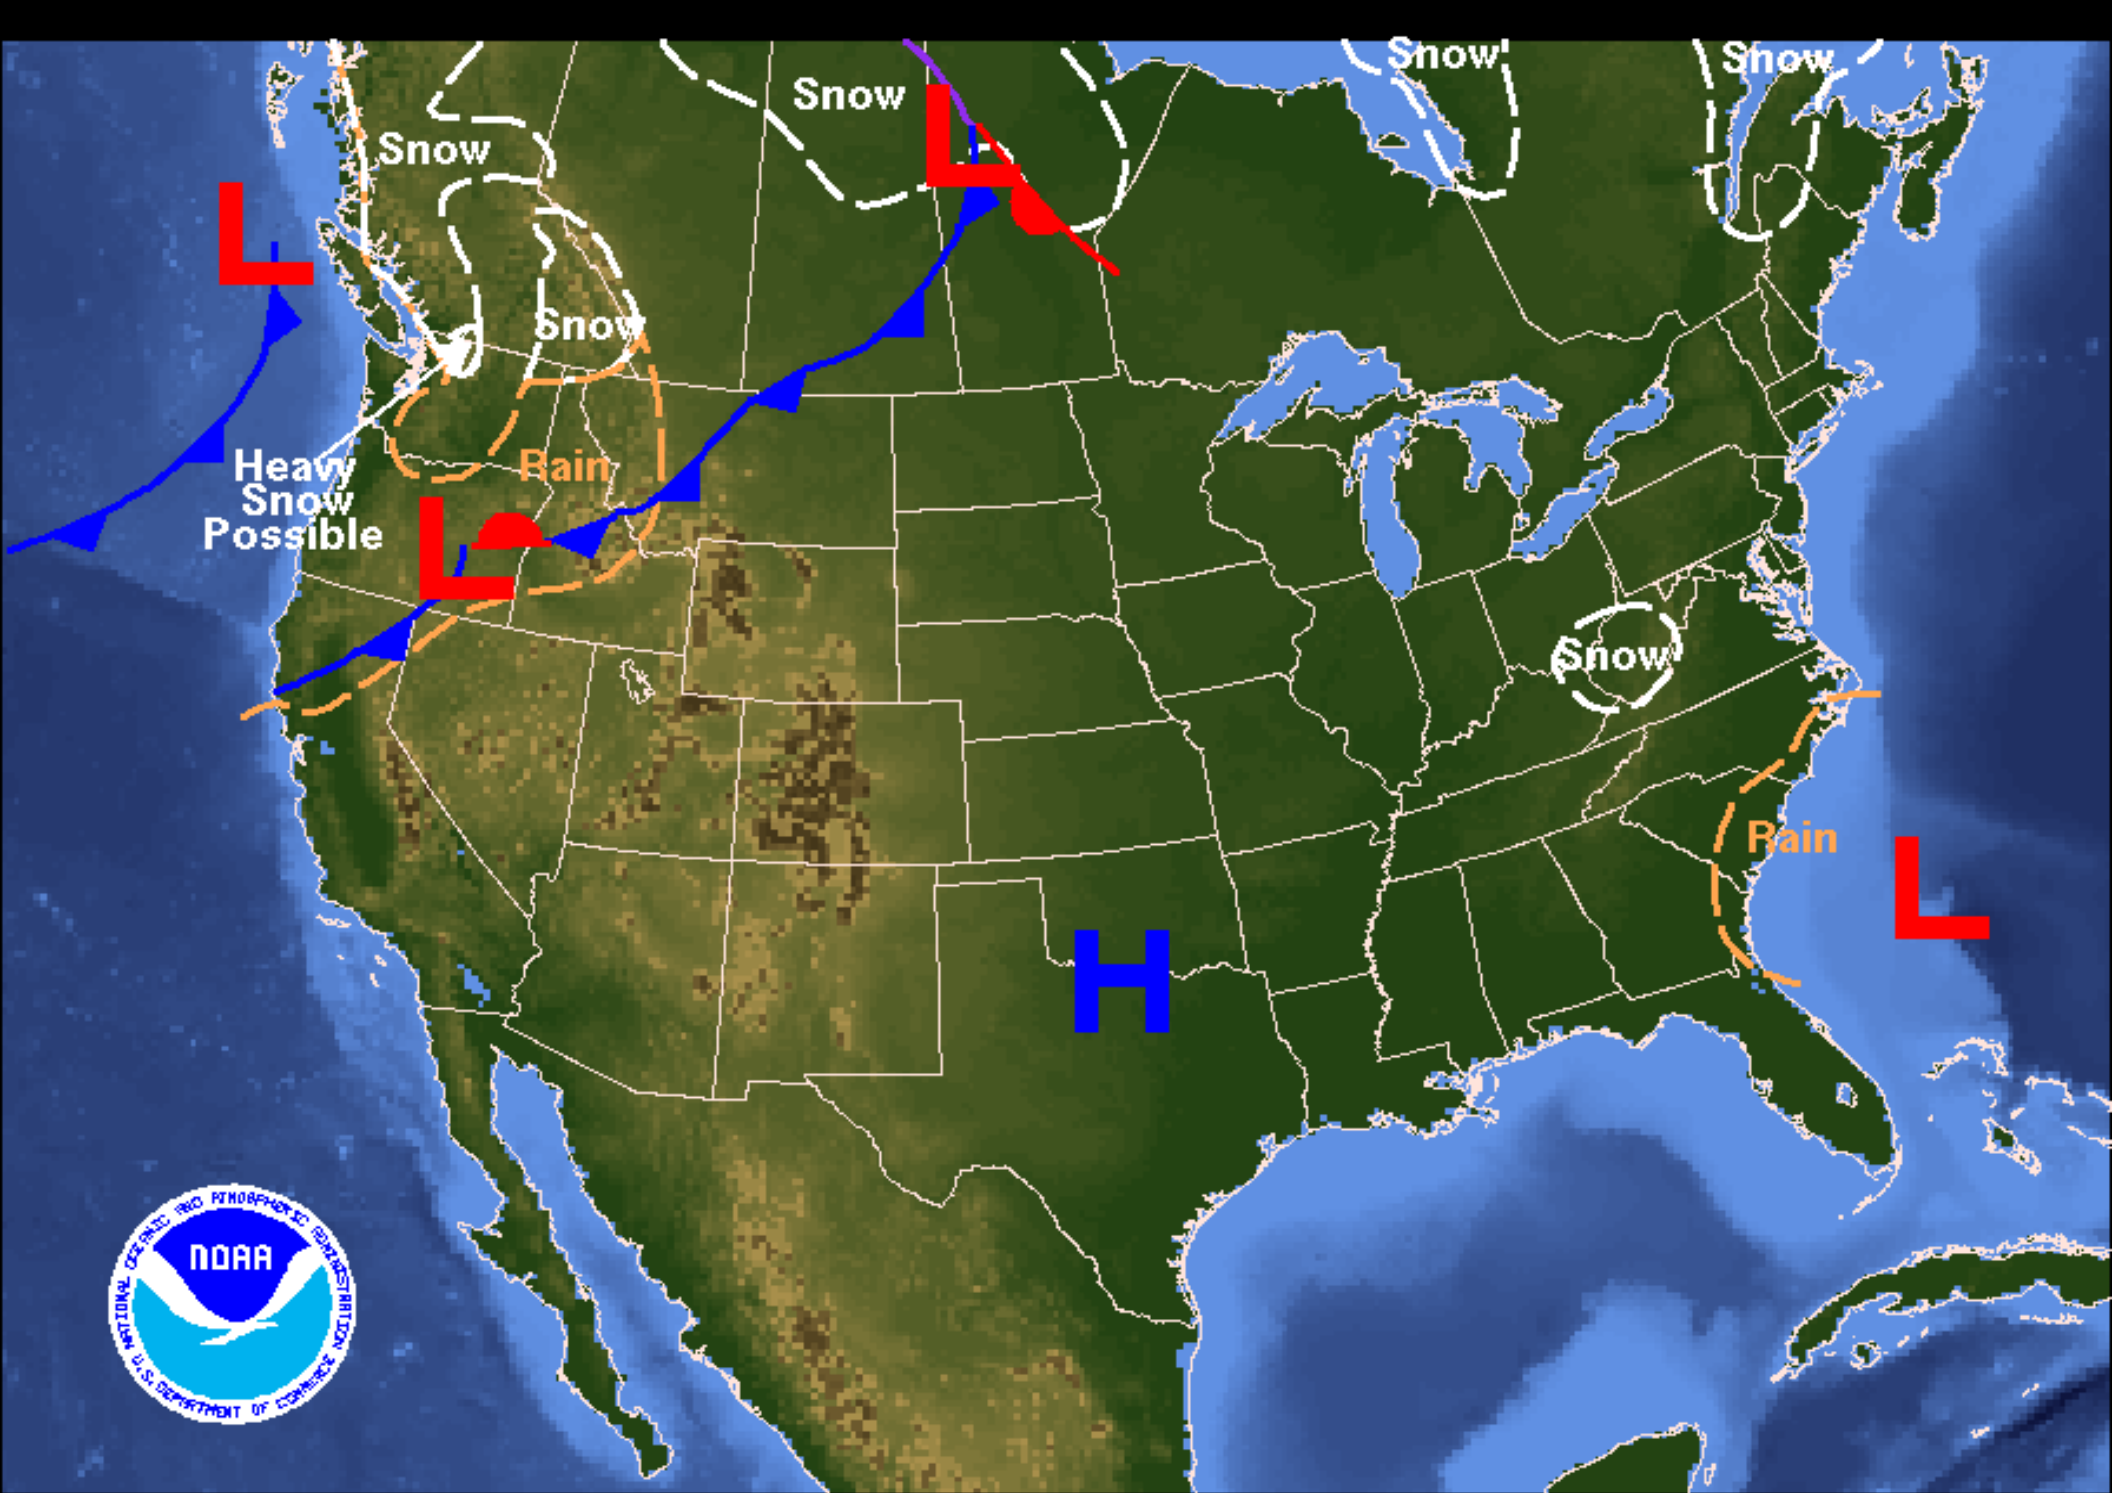 Snow
Snow
Snow
Snow
L
Snow
L
Snow
Heavy
Snow
Possible
Rain
L
Snow
Rain
L
H
NATIONAL OCEANIC AND ATMOSPHERIC ADMINISTRATION
NOAA
U.S. DEPARTMENT OF COMMERCE